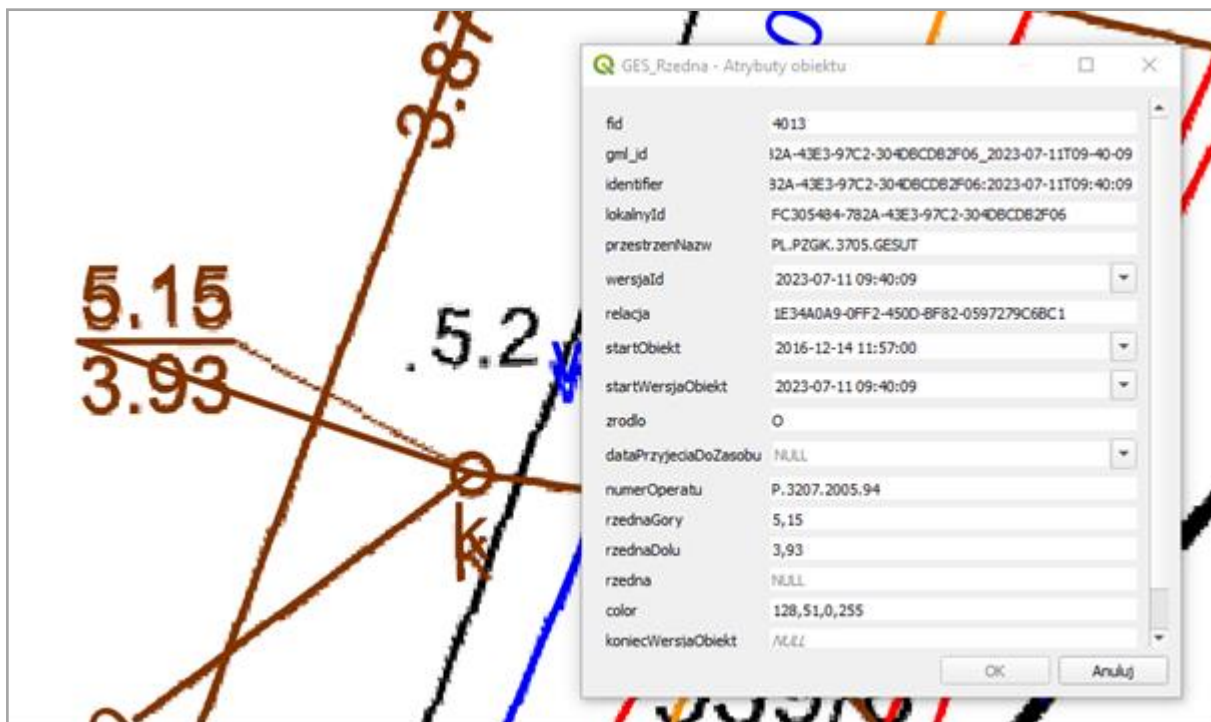 GES_Rzedna - Atrybuty obiektu
fid 4013
gml_id 32A-43E3-97C2-304DBCDB2F06_2023-07-11T09-40-09
identifier 32A-43E3-97C2-304DBCDB2F06:2023-07-11T09:40:09
lokalnyId FC305484-782A-43E3-97C2-304DBCDB2F06
przestrzenNazw PL.PZGiK.3705.GESUT
wersjaId 2023-07-11 09:40:09
relacja 1E34A0A9-0FF2-450D-BF82-0597279C6BC1
startObiekt 2016-12-14 11:57:00
startWersjaObiekt 2023-07-11 09:40:09
zrodlo O
dataPrzyjeciaDoZasobu NULL
numerOperatu P.3207.2005.94
rzednaGory 5,15
rzednaDolu 3,93
rzedna NULL
color 128,51,0,255
koniecWersjaObiekt NULL
OK Anuluj
5.15
3.93
.5.2
k